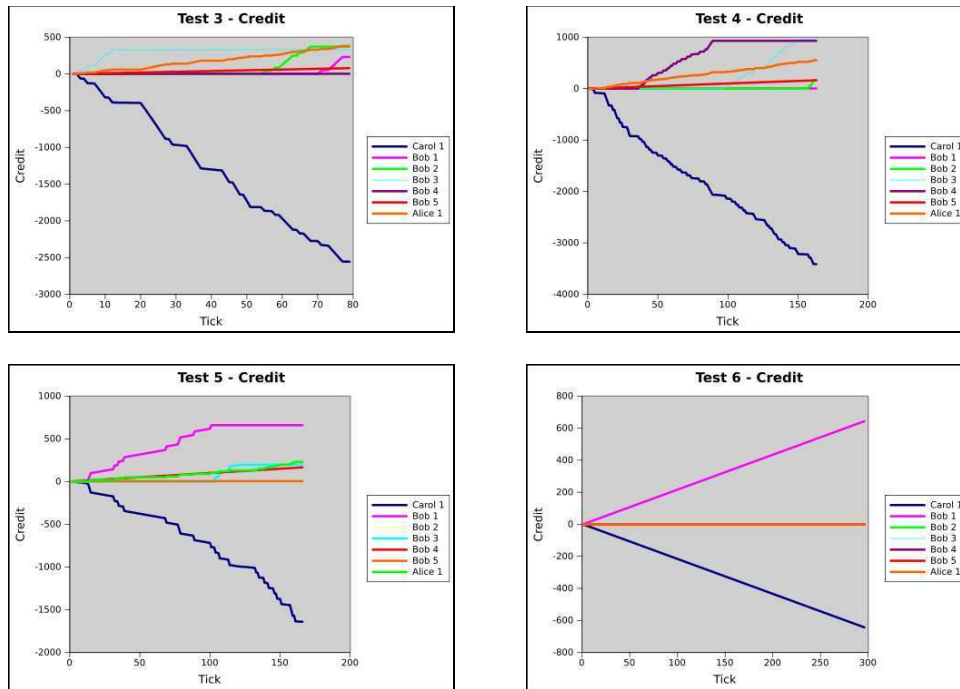 Test 3 - Credit
500
0
-500
-1000
-1500
-2000
-2500
-3000
0 10 20 30 40 50 60 70 80
Credit
Tick
Carol 1
Bob 1
Bob 2
Bob 3
Bob 4
Bob 5
Alice 1
Test 4 - Credit
1000
0
-1000
-2000
-3000
-4000
0 50 100 150 200
Credit
Tick
Carol 1
Bob 1
Bob 2
Bob 3
Bob 4
Bob 5
Alice 1
Test 5 - Credit
1000
500
0
-500
-1000
-1500
-2000
0 50 100 150 200
Credit
Tick
Carol 1
Bob 1
Bob 2
Bob 3
Bob 4
Bob 5
Alice 1
Test 6 - Credit
800
600
400
200
0
-200
-400
-600
-800
0 50 100 150 200 250 300
Credit
Tick
Carol 1
Bob 1
Bob 2
Bob 3
Bob 4
Bob 5
Alice 1